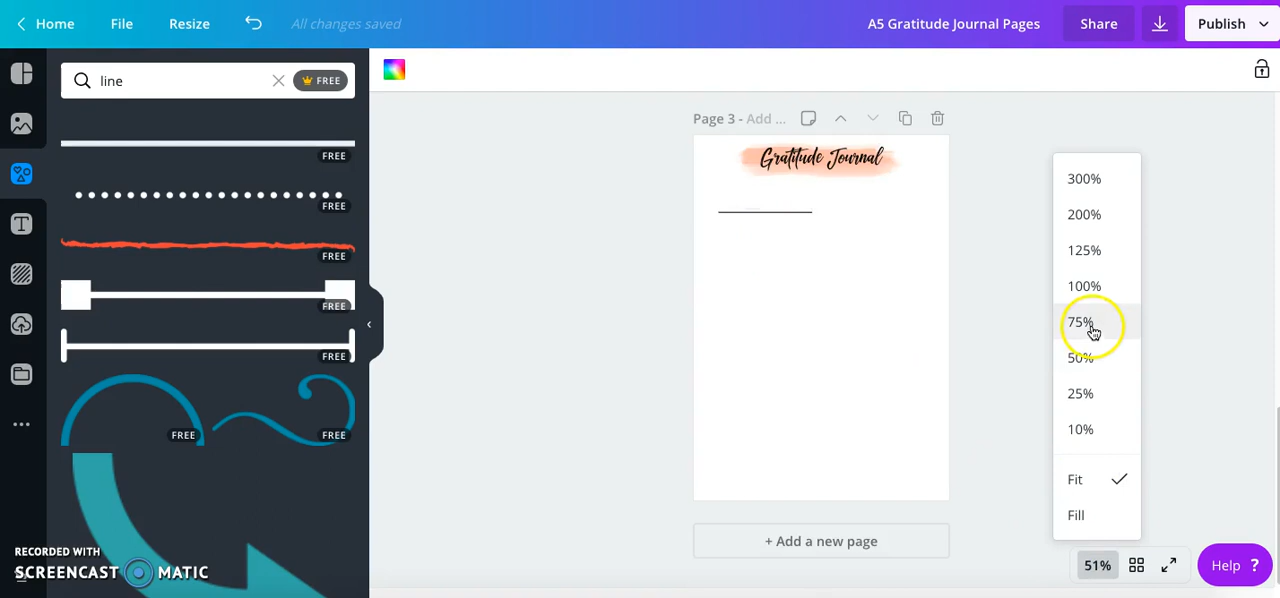 Home File Resize All changes saved A5 Gratitude Journal Pages Share Publish
line FREE
FREE
FREE
FREE
FREE
FREE
FREE FREE
RECORDED WITH
SCREENCAST MATIC
Page 3 - Add ...
Gratitude Journal
+ Add a new page
300%
200%
125%
100%
75%
50%
25%
10%
Fit
Fill
51%
Help ?